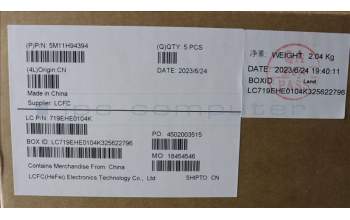 (P)P/N: 5M11H94394
(Q)QTY: 5 PCS
(4L)Origin:CN
DATE: 2023/6/24
Made in China
Supplier: LCFC
净重: WEIGHT: 2.04 Kg
DATE: 2023/6/24 19:40:11
BOXID
Land
LC719EHE0104K325622796
LC PN: 719EHE0104K
PO: 4502003515
BOX ID: LC719EHE0104K325622796
MO: 18454546
Contains Merchandise From: China
LCFC(HeFei) Electronics Technology Co., Ltd
SHIPTO: CN